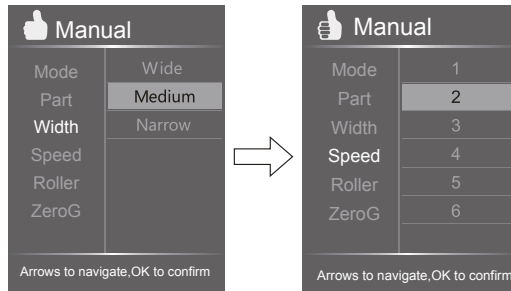 Manual
Mode
Part
Width
Speed
Roller
ZeroG
Wide
Medium
Narrow
Arrows to navigate,OK to confirm
Manual
Mode
Part
Width
Speed
Roller
ZeroG
1
2
3
4
5
6
Arrows to navigate,OK to confirm